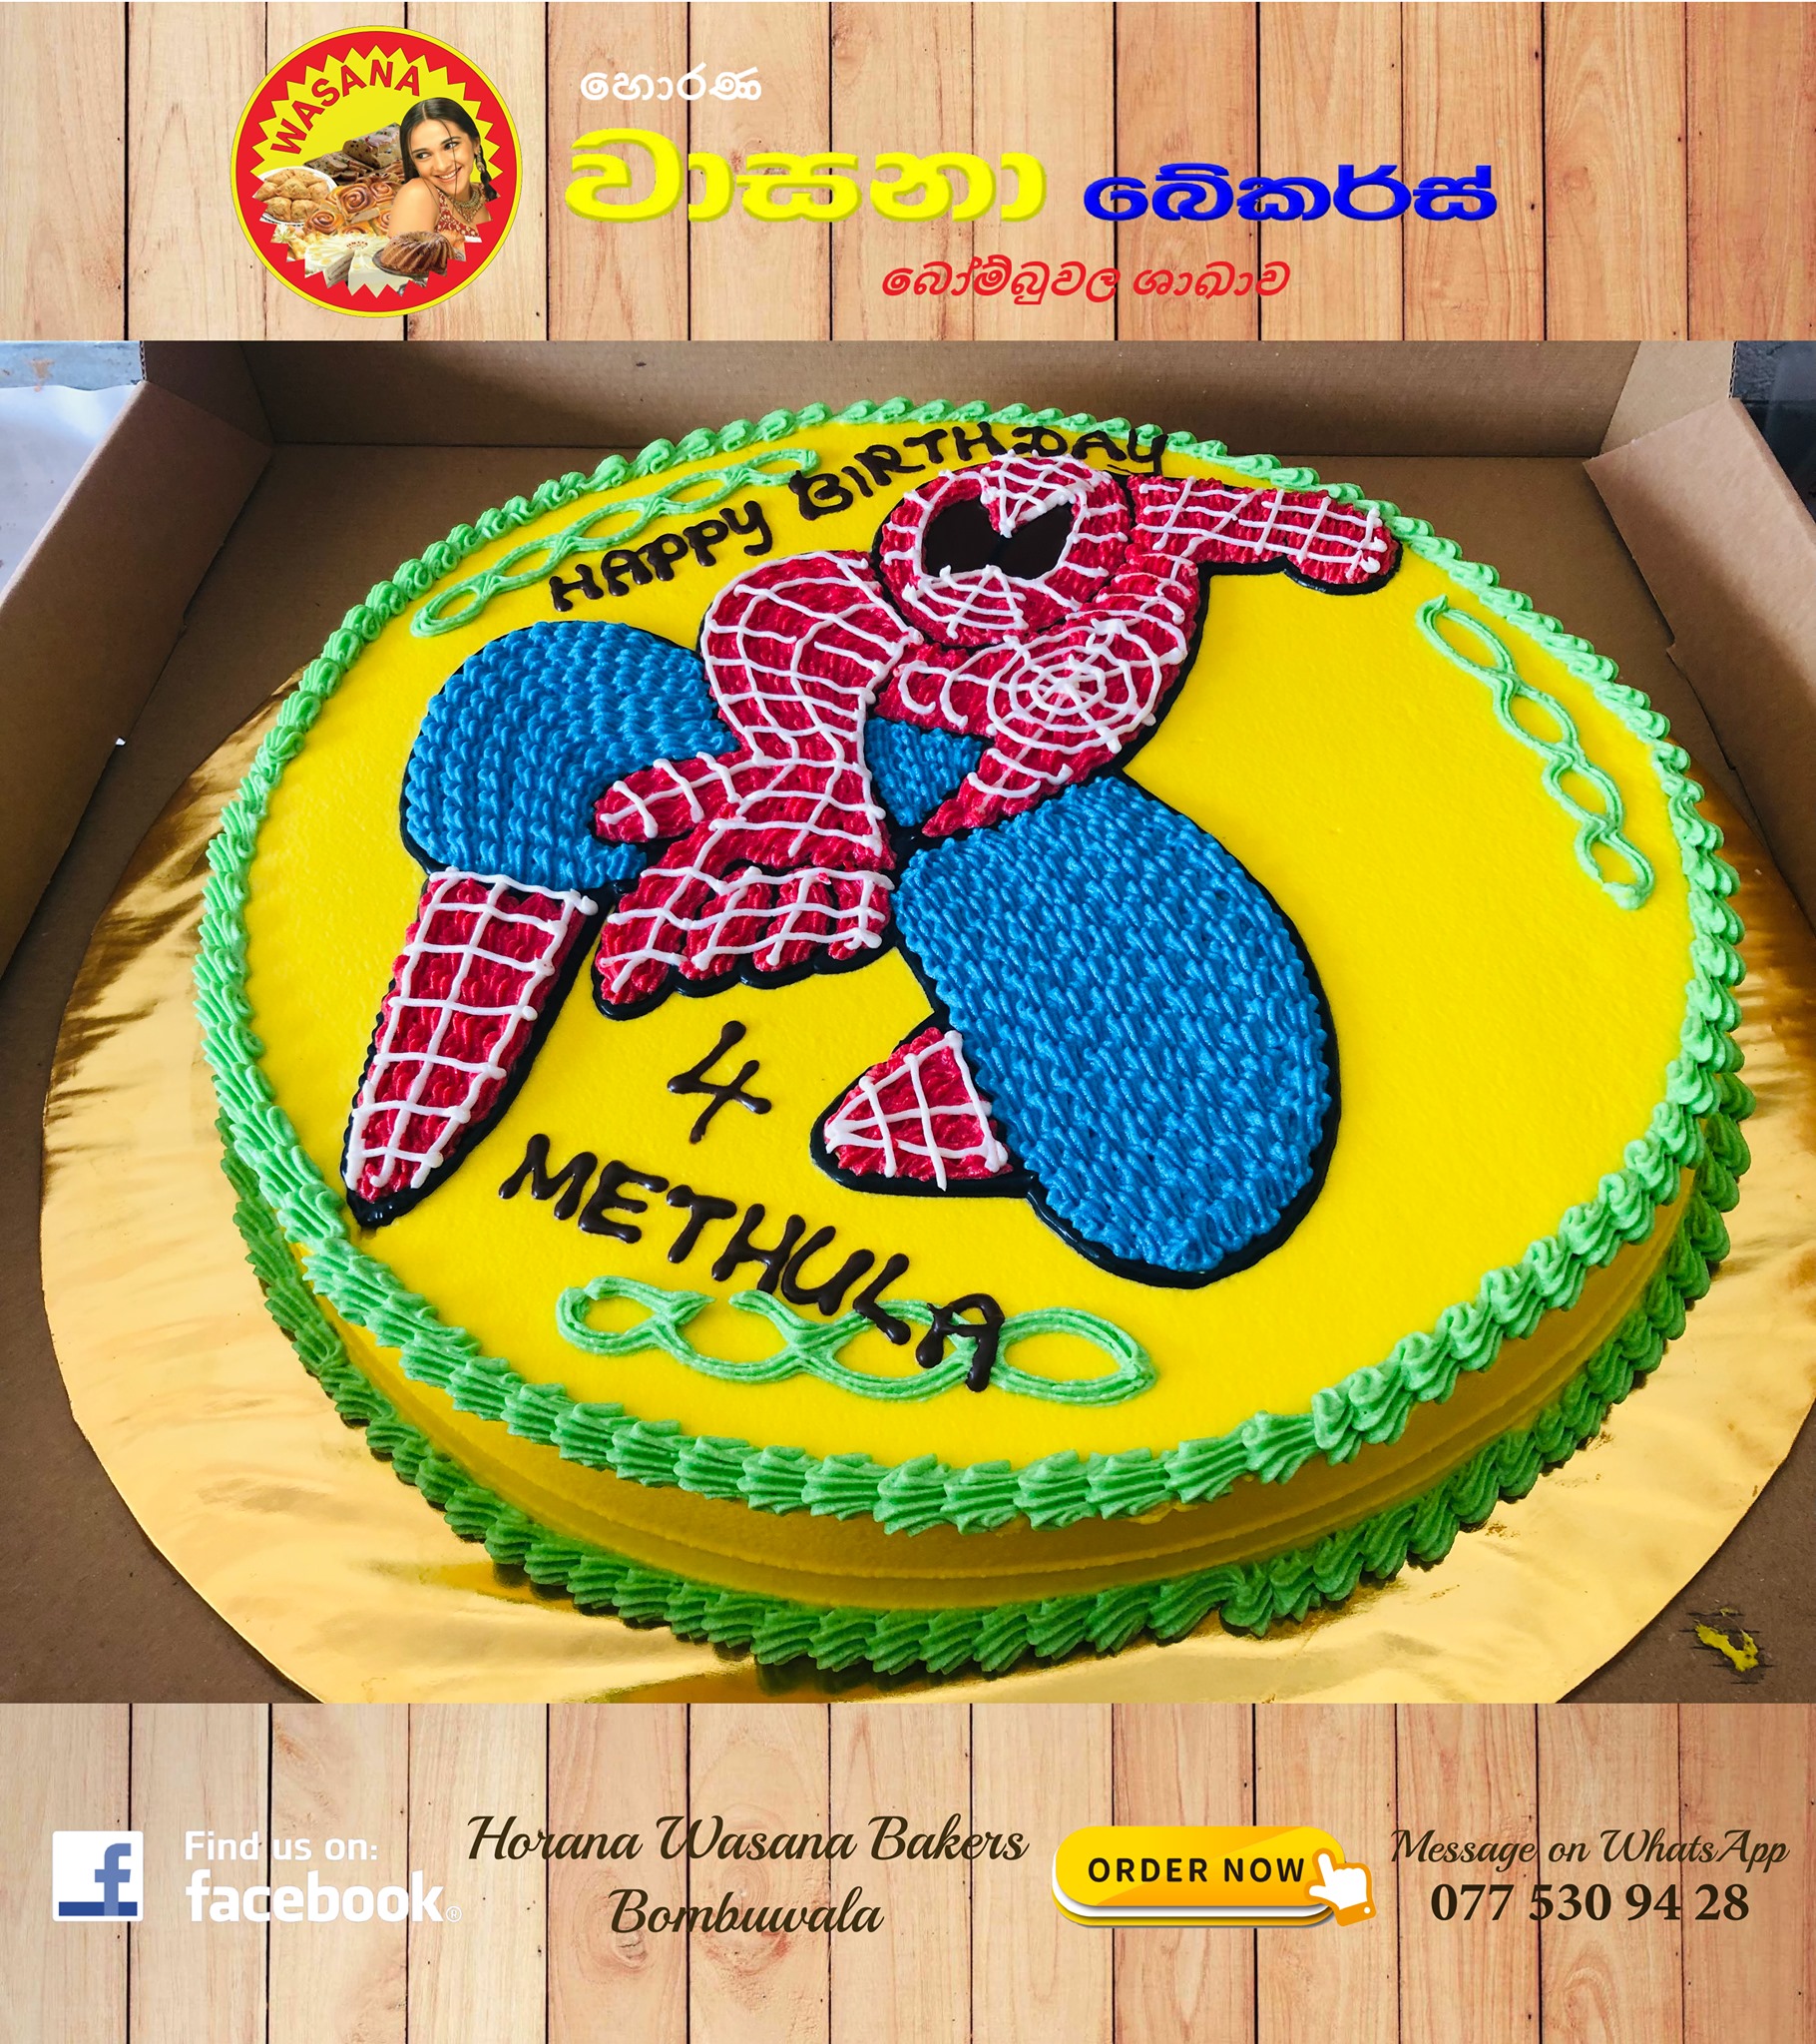 WASANA
හොරණ
වාසනා බේකර්ස්
බෝම්බුවල ශාඛාව
HAPPY BIRTHDAY
4
METHULA
Find us on:
facebook®
Horana Wasana Bakers
Bombuwala
ORDER NOW
Message on WhatsApp
077 530 94 28